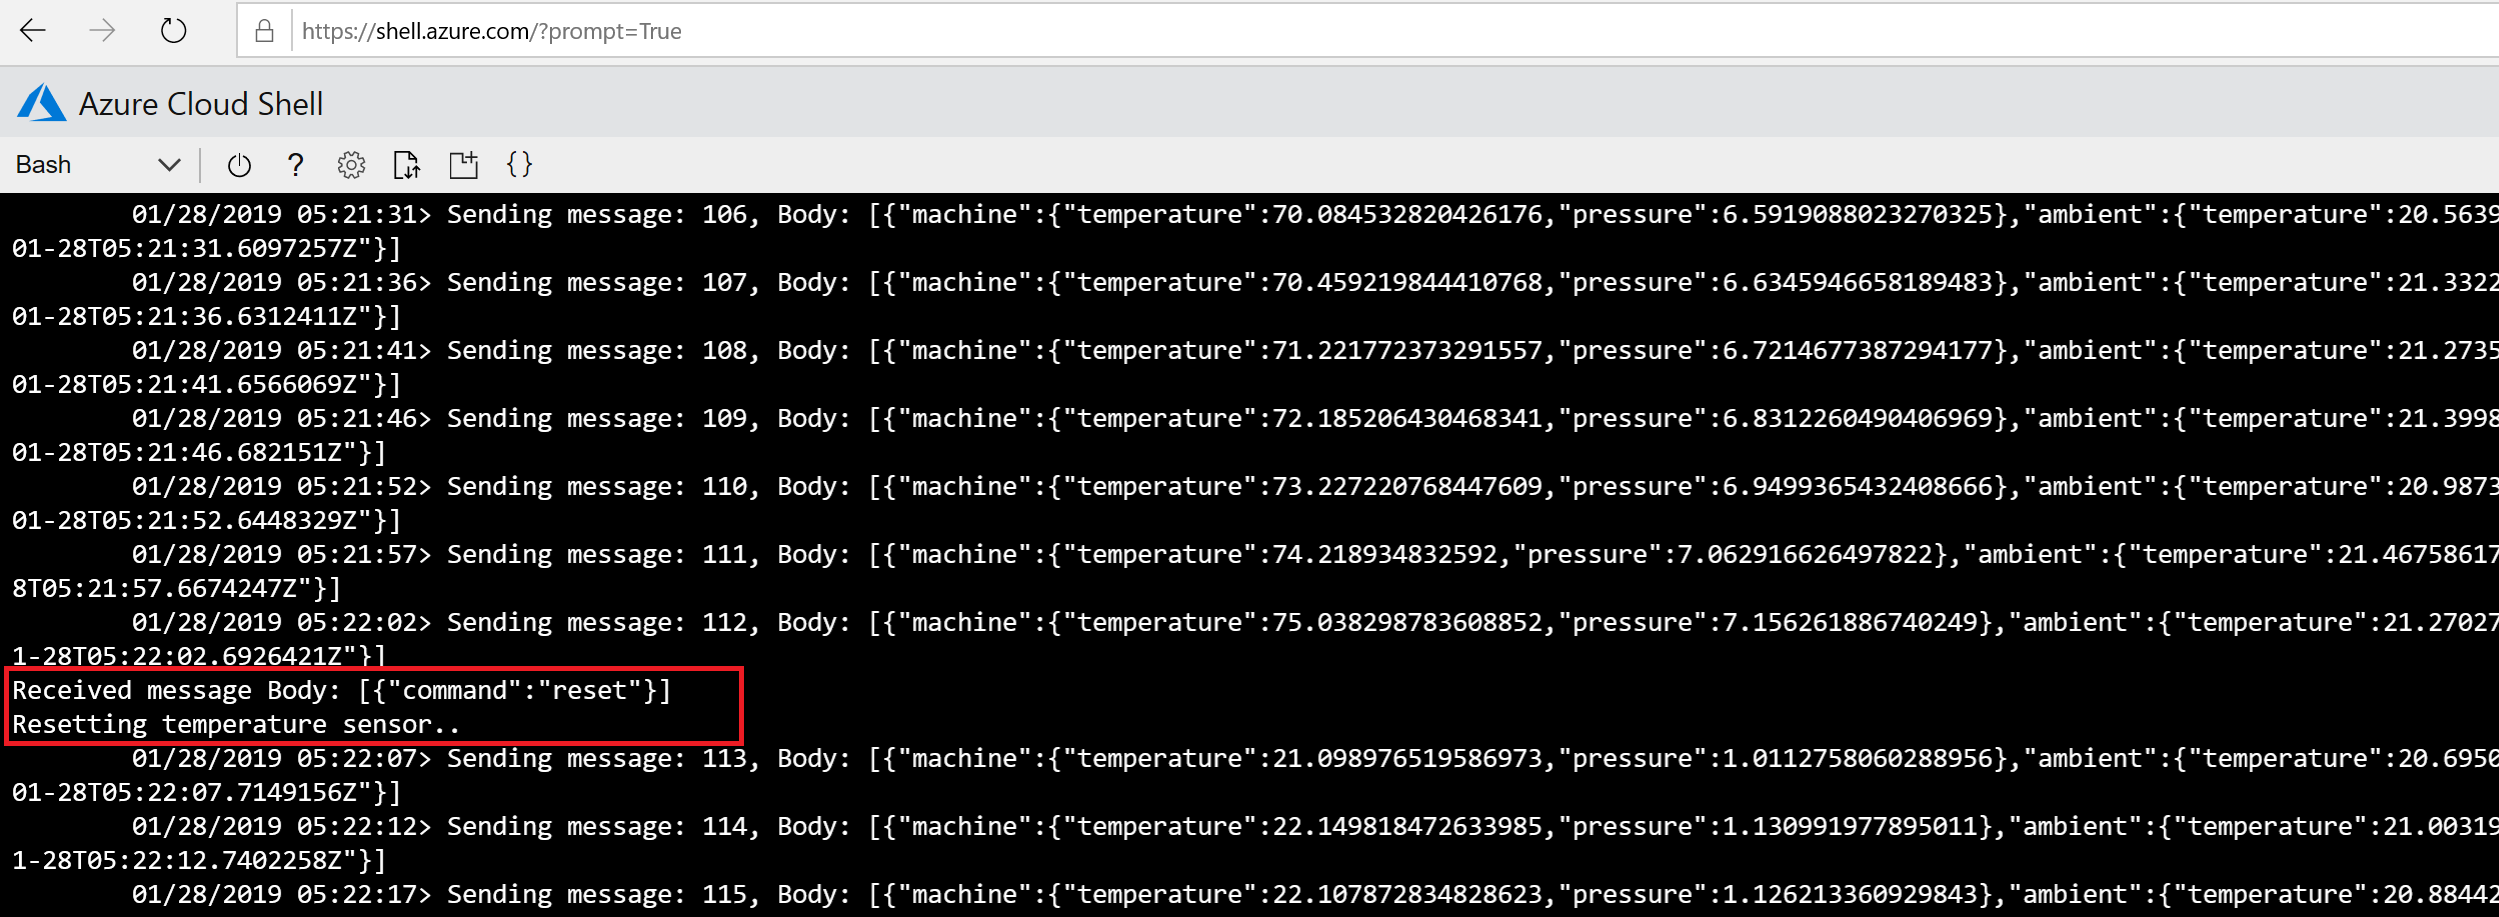 https://shell.azure.com/?prompt=True
Azure Cloud Shell
Bash
01/28/2019 05:21:31> Sending message: 106, Body: [{"machine":{"temperature":70.084532820426176,"pressure":6.5919088023270325},"ambient":{"temperature":20.5639
01-28T05:21:31.6097257Z"}]
01/28/2019 05:21:36> Sending message: 107, Body: [{"machine":{"temperature":70.459219844410768,"pressure":6.6345946658189483},"ambient":{"temperature":21.3322
01-28T05:21:36.6312411Z"}]
01/28/2019 05:21:41> Sending message: 108, Body: [{"machine":{"temperature":71.221772373291557,"pressure":6.7214677387294177},"ambient":{"temperature":21.2735
01-28T05:21:41.6566069Z"}]
01/28/2019 05:21:46> Sending message: 109, Body: [{"machine":{"temperature":72.185206430468341,"pressure":6.8312260490406969},"ambient":{"temperature":21.3998
01-28T05:21:46.682151Z"}]
01/28/2019 05:21:52> Sending message: 110, Body: [{"machine":{"temperature":73.227220768447609,"pressure":6.9499365432408666},"ambient":{"temperature":20.9873
01-28T05:21:52.6448329Z"}]
01/28/2019 05:21:57> Sending message: 111, Body: [{"machine":{"temperature":74.218934832592,"pressure":7.062916626497822},"ambient":{"temperature":21.46758617
8T05:21:57.6674247Z"}]
01/28/2019 05:22:02> Sending message: 112, Body: [{"machine":{"temperature":75.038298783608852,"pressure":7.156261886740249},"ambient":{"temperature":21.27027
1-28T05:22:02.6926421Z"}]
Received message Body: [{"command":"reset"}]
Resetting temperature sensor..
01/28/2019 05:22:07> Sending message: 113, Body: [{"machine":{"temperature":21.098976519586973,"pressure":1.0112758060288956},"ambient":{"temperature":20.6950
01-28T05:22:07.7149156Z"}]
01/28/2019 05:22:12> Sending message: 114, Body: [{"machine":{"temperature":22.149818472633985,"pressure":1.130991977895011},"ambient":{"temperature":21.00319
1-28T05:22:12.7402258Z"}]
01/28/2019 05:22:17> Sending message: 115, Body: [{"machine":{"temperature":22.107872834828623,"pressure":1.126213360929843},"ambient":{"temperature":20.88442